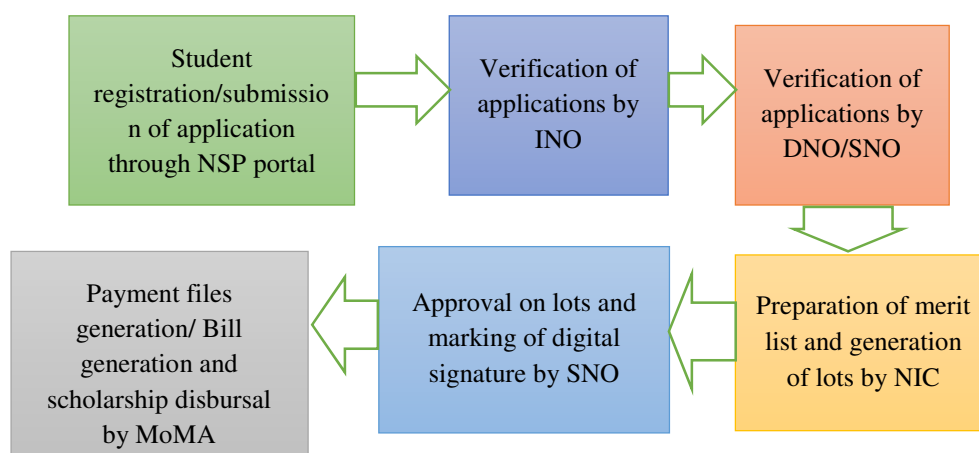 Student
registration/submissio
n of application
through NSP portal
Verification of
applications by
INO
Verification of
applications by
DNO/SNO
Preparation of merit
list and generation
of lots by NIC
Approval on lots and
marking of digital
signature by SNO
Payment files
generation/ Bill
generation and
scholarship disbursal
by MoMA